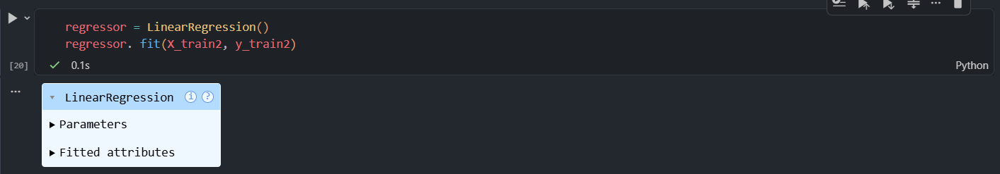 regressor = LinearRegression()
regressor. fit(X_train2, y_train2)
[20]
0.1s
Python
...
LinearRegression i ?
Parameters
Fitted attributes